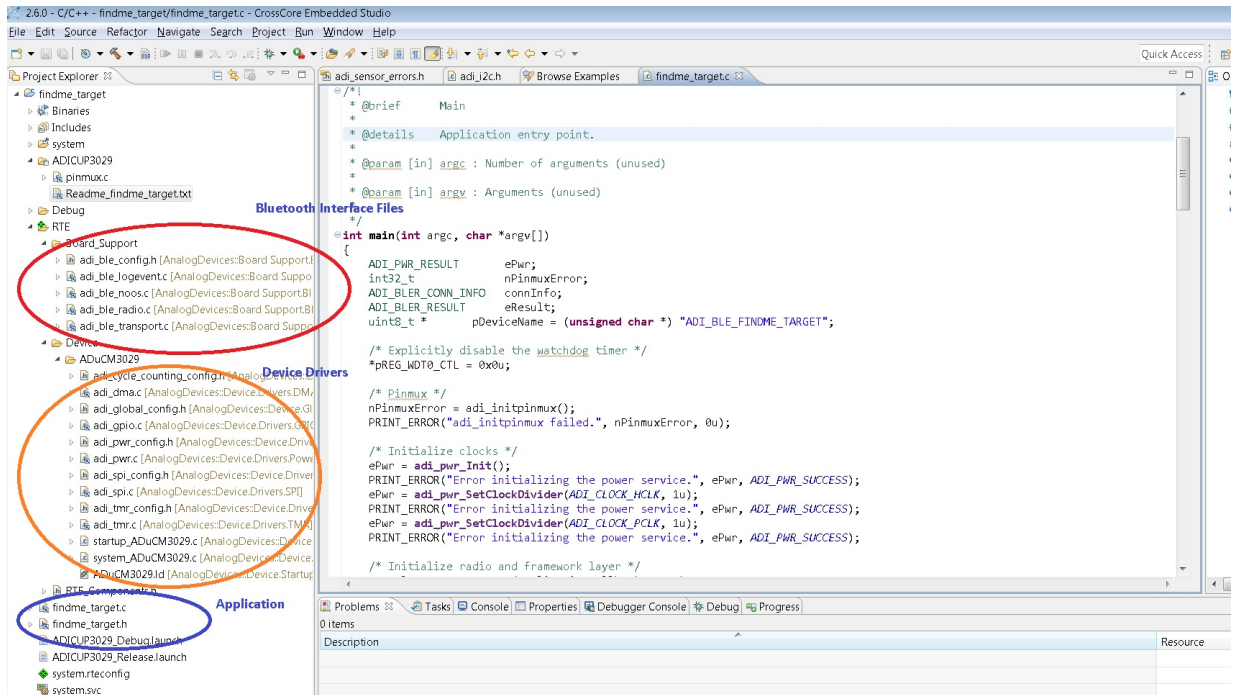 2.6.0 - C/C++ - findme_target/findme_target.c - CrossCore Embedded Studio
File Edit Source Refactor Navigate Search Project Run Window Help
Quick Access
Project Explorer
findme_target
Binaries
Includes
system
ADICUP3029
pinmux.c
Readme_findme_target.txt
Debug
RTE
Board_Support
adi_ble_config.h [AnalogDevices::Board Support.
adi_ble_logevent.c [AnalogDevices::Board Suppo
adi_ble_noos.c [AnalogDevices::Board Support.Bl
adi_ble_radio.c [AnalogDevices::Board Support.Bl
adi_ble_transport.c [AnalogDevices::Board Suppo
Device
ADuCM3029
adi_cycle_counting_config.h [AnalogDevices:
adi_dma.c [AnalogDevices::Device.Drivers.DMA
adi_global_config.h [AnalogDevices::Device.Gl
adi_gpio.c [AnalogDevices::Device.Drivers.GPIO
adi_pwr_config.h [AnalogDevices::Device.Drive
adi_pwr.c [AnalogDevices::Device.Drivers.Powe
adi_spi_config.h [AnalogDevices::Device.Driver
adi_spi.c [AnalogDevices::Device.Drivers.SPI]
adi_tmr_config.h [AnalogDevices::Device.Drive
adi_tmr.c [AnalogDevices::Device.Drivers.TMR]
startup_ADuCM3029.c [AnalogDevices::Device
system_ADuCM3029.c [AnalogDevices::Device.
ADuCM3029.ld [AnalogDevices::Device.Startup
RTE_Components.h
findme_target.c
findme_target.h
ADICUP3029_Debug.launch
ADICUP3029_Release.launch
system.rteconfig
system.svc
Bluetooth Interface Files
Device Drivers
Application
adi_sensor_errors.h adi_i2c.h Browse Examples findme_target.c
/*!
* @brief Main
*
* @details Application entry point.
*
* @param [in] argc : Number of arguments (unused)
*
* @param [in] argv : Arguments (unused)
*
*/
int main(int argc, char *argv[])
{
ADI_PWR_RESULT ePwr;
int32_t nPinmuxError;
ADI_BLER_CONN_INFO connInfo;
ADI_BLER_RESULT eResult;
uint8_t * pDeviceName = (unsigned char *) "ADI_BLE_FINDME_TARGET";
/* Explicitly disable the watchdog timer */
*pREG_WDT0_CTL = 0x0u;
/* Pinmux */
nPinmuxError = adi_initpinmux();
PRINT_ERROR("adi_initpinmux failed.", nPinmuxError, 0u);
/* Initialize clocks */
ePwr = adi_pwr_Init();
PRINT_ERROR("Error initializing the power service.", ePwr, ADI_PWR_SUCCESS);
ePwr = adi_pwr_SetClockDivider(ADI_CLOCK_HCLK, 1u);
PRINT_ERROR("Error initializing the power service.", ePwr, ADI_PWR_SUCCESS);
ePwr = adi_pwr_SetClockDivider(ADI_CLOCK_PCLK, 1u);
PRINT_ERROR("Error initializing the power service.", ePwr, ADI_PWR_SUCCESS);
/* Initialize radio and framework layer */
Problems Tasks Console Properties Debugger Console Debug Progress
0 items
Description Resource